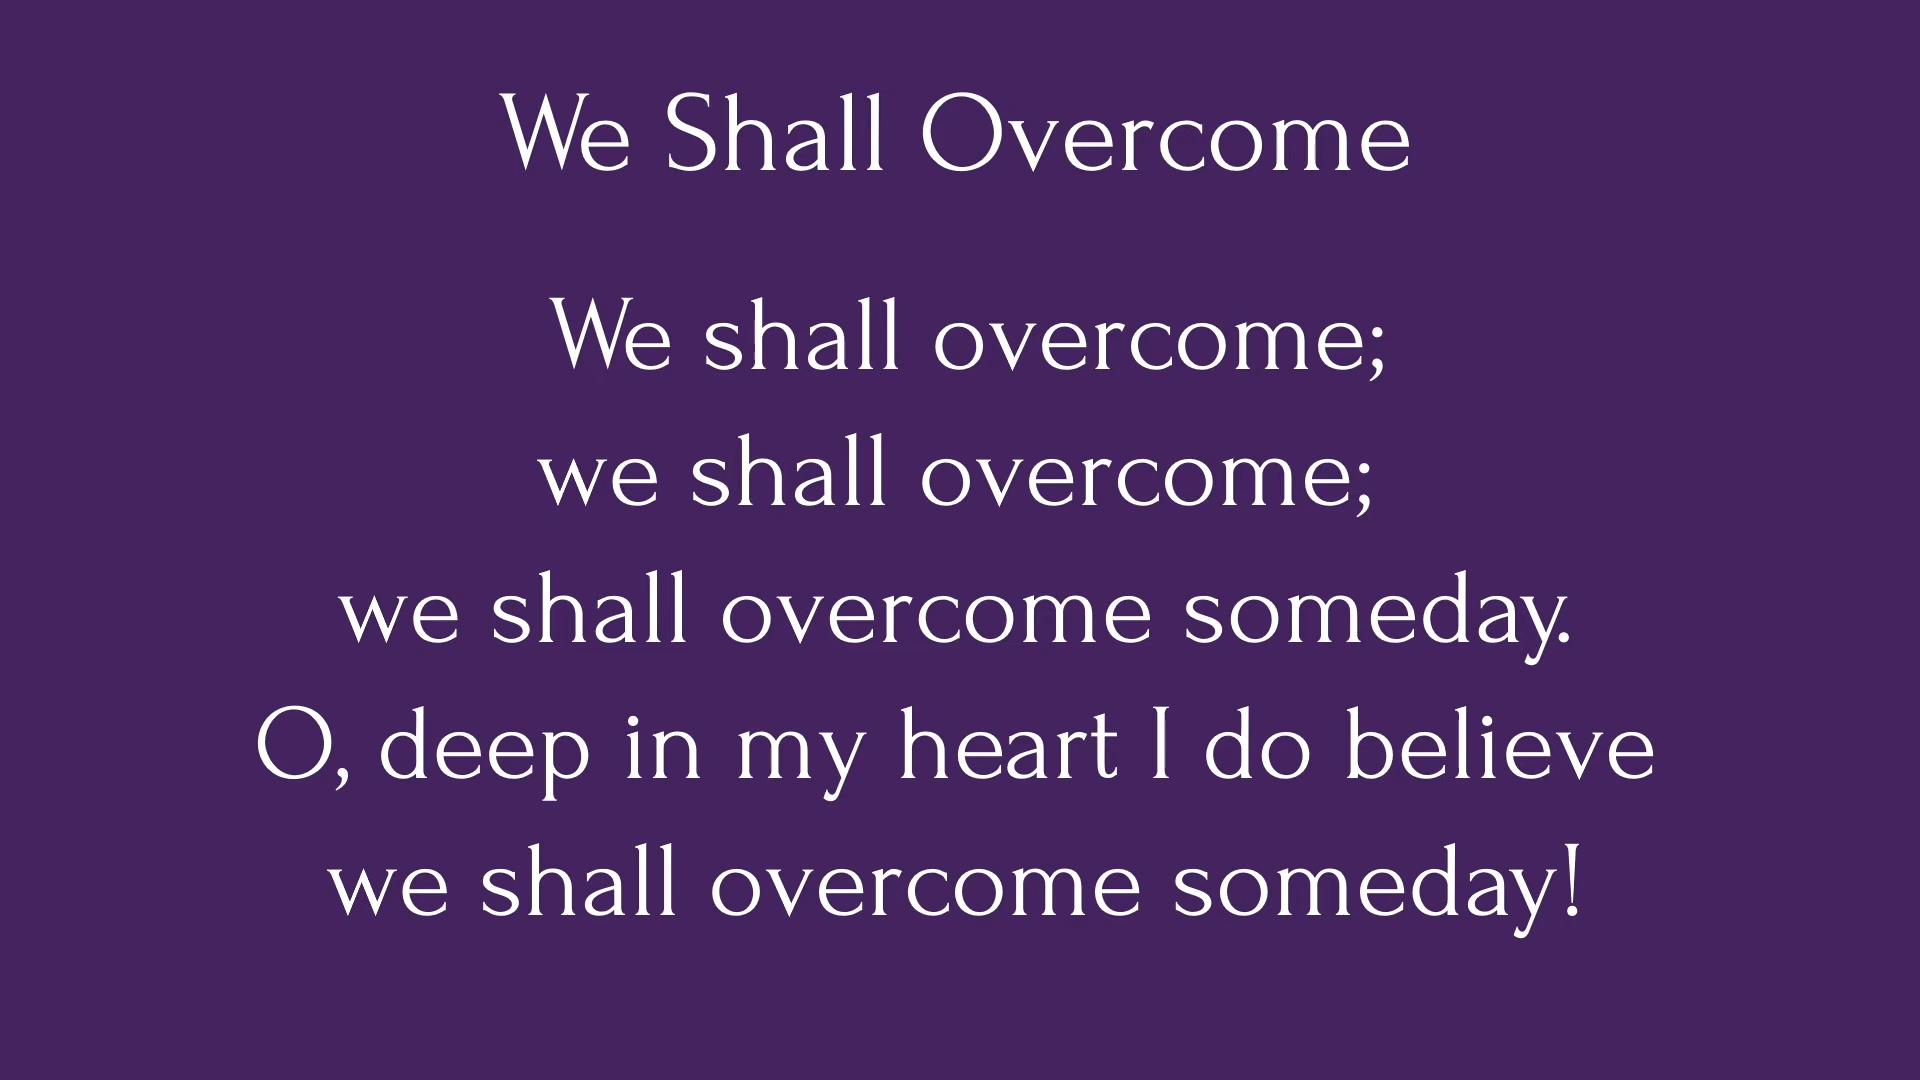 We Shall Overcome
We shall overcome;
we shall overcome;
we shall overcome someday.
O, deep in my heart I do believe
we shall overcome someday!